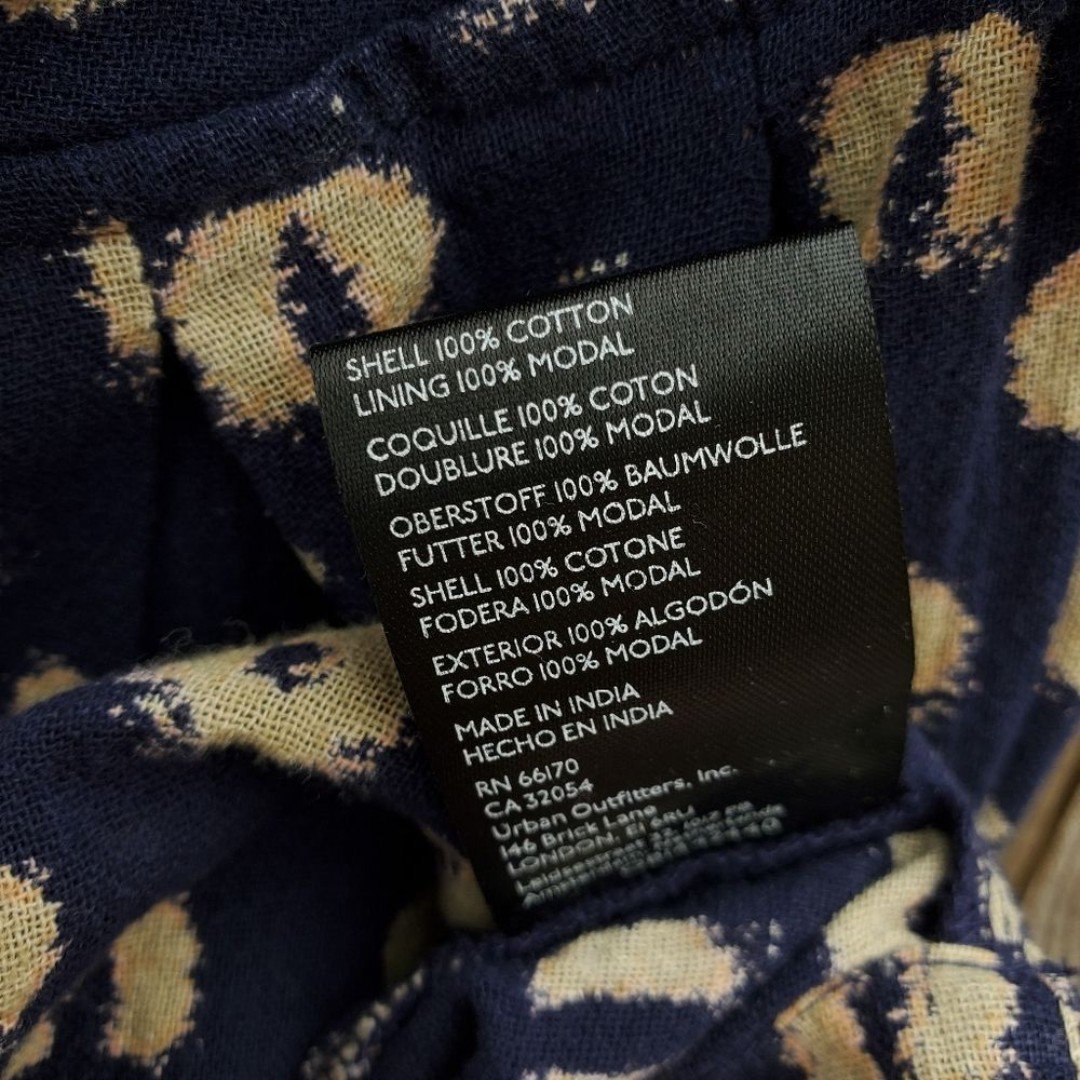 SHELL 100% COTTON
LINING 100% MODAL
COQUILLE 100% COTON
DOUBLURE 100% MODAL
OBERSTOFF 100% BAUMWOLLE
FUTTER 100% MODAL
SHELL 100% COTONE
FODERA 100% MODAL
EXTERIOR 100% ALGODÓN
FORRO 100% MODAL
MADE IN INDIA
HECHO EN INDIA
RN 66170
CA 32054
Urban Outfitters, Inc.
146 Brick Lane
LONDON, E1 6RU